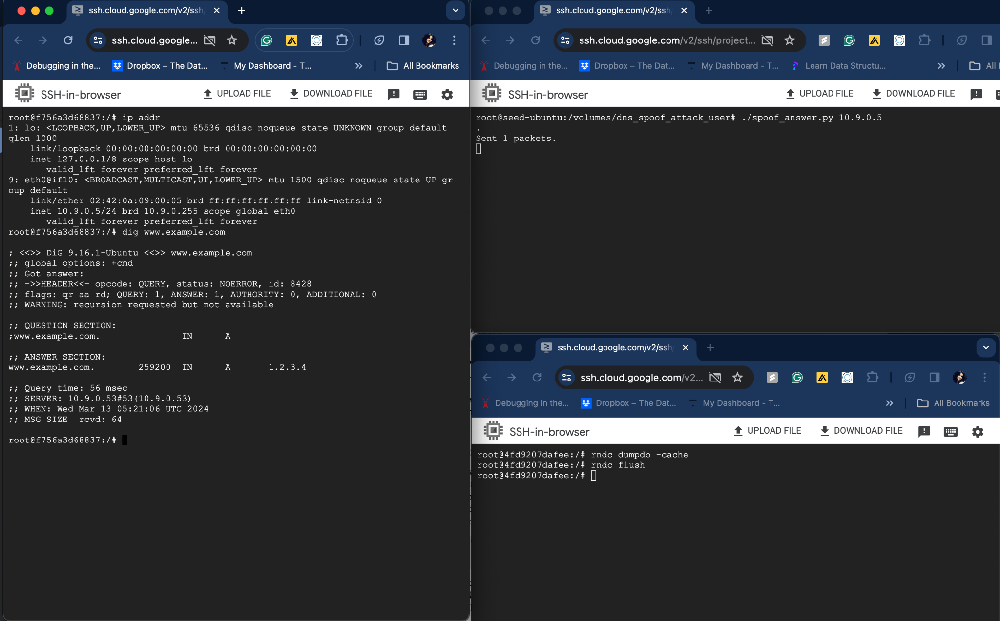 ssh.cloud.google.com/v2/ssh
ssh.cloud.google...
Debugging in the...
Dropbox – The Dat...
My Dashboard - T...
All Bookmarks
SSH-in-browser
UPLOAD FILE
DOWNLOAD FILE
root@f756a3d68837:/# ip addr
1: lo: <LOOPBACK,UP,LOWER_UP> mtu 65536 qdisc noqueue state UNKNOWN group default
qlen 1000
link/loopback 00:00:00:00:00:00 brd 00:00:00:00:00:00
inet 127.0.0.1/8 scope host lo
valid_lft forever preferred_lft forever
9: eth0@if10: <BROADCAST,MULTICAST,UP,LOWER_UP> mtu 1500 qdisc noqueue state UP gr
oup default
link/ether 02:42:0a:09:00:05 brd ff:ff:ff:ff:ff:ff link-netnsid 0
inet 10.9.0.5/24 brd 10.9.0.255 scope global eth0
valid_lft forever preferred_lft forever
root@f756a3d68837:/# dig www.example.com
; <<>> DiG 9.16.1-Ubuntu <<>> www.example.com
;; global options: +cmd
;; Got answer:
;; ->>HEADER<<- opcode: QUERY, status: NOERROR, id: 8428
;; flags: qr aa rd; QUERY: 1, ANSWER: 1, AUTHORITY: 0, ADDITIONAL: 0
;; WARNING: recursion requested but not available
;; QUESTION SECTION:
;www.example.com. IN A
;; ANSWER SECTION:
www.example.com. 259200 IN A 1.2.3.4
;; Query time: 56 msec
;; SERVER: 10.9.0.53#53(10.9.0.53)
;; WHEN: Wed Mar 13 05:21:06 UTC 2024
;; MSG SIZE rcvd: 64
root@f756a3d68837:/#
ssh.cloud.google.com/v2/ssh
ssh.cloud.google.com/v2/ssh/project...
Debugging in the...
Dropbox – The Dat...
My Dashboard - T...
Learn Data Structu...
All
SSH-in-browser
UPLOAD FILE
DOWNLOAD FILE
root@seed-ubuntu:/volumes/dns_spoof_attack_user# ./spoof_answer.py 10.9.0.5
.
Sent 1 packets.
ssh.cloud.google.com/v2/ssh
ssh.cloud.google.com/v2...
Debugging in the...
Dropbox – The Dat...
My Dashboard - T...
All Bookmarks
SSH-in-browser
UPLOAD FILE
DOWNLOAD FILE
root@4fd9207dafee:/# rndc dumpdb -cache
root@4fd9207dafee:/# rndc flush
root@4fd9207dafee:/#